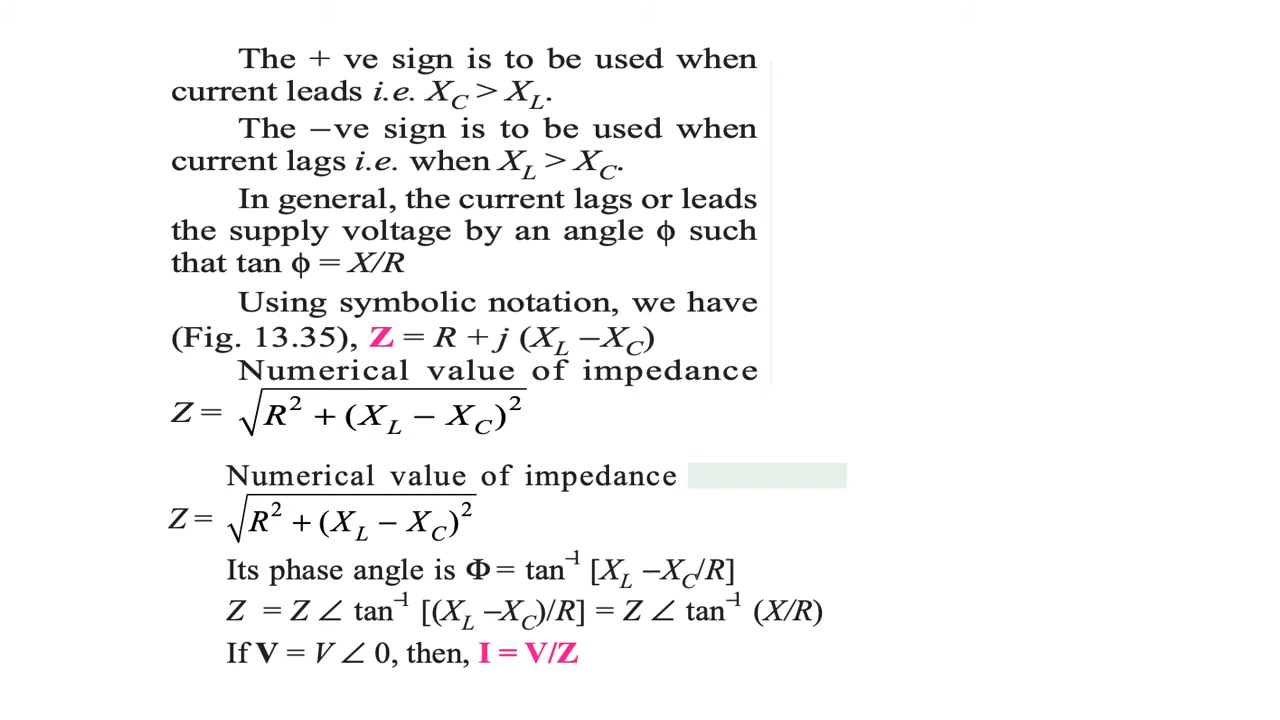 The + ve sign is to be used when
current leads i.e. X_C > X_L.
The –ve sign is to be used when
current lags i.e. when X_L > X_C.
In general, the current lags or leads
the supply voltage by an angle ϕ such
that tan ϕ = X/R
Using symbolic notation, we have
(Fig. 13.35), Z = R + j (X_L –X_C)
Numerical value of impedance
Z = √(R² + (X_L – X_C)²)
Numerical value of impedance
Z = √(R² + (X_L – X_C)²)
Its phase angle is Φ = tan⁻¹ [X_L –X_C/R]
Z = Z ∠ tan⁻¹ [(X_L –X_C)/R] = Z ∠ tan⁻¹ (X/R)
If V = V ∠ 0, then, I = V/Z